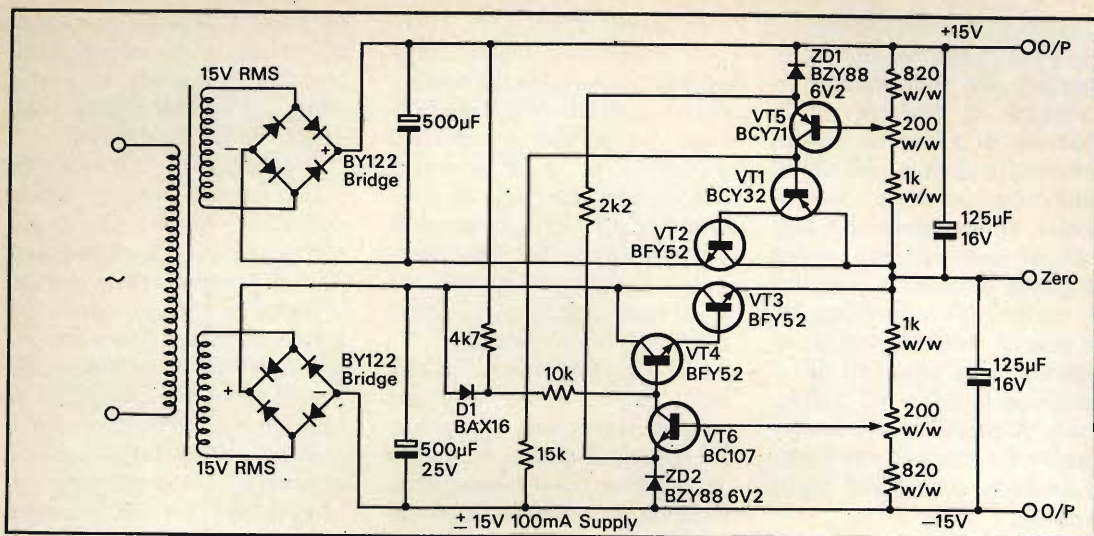 15V RMS
BY122
Bridge
500µF
4k7
2k2
ZD1
BZY88
6V2
VT5
BCY71
VT1
BCY32
VT2
BFY52
+15V
O/P
820
w/w
200
w/w
1k
w/w
125µF
16V
Zero
BY122
Bridge
15V RMS
500µF
25V
D1
BAX16
10k
15k
VT3
BFY52
VT4
BFY52
VT6
BC107
ZD2
BZY88 6V2
1k
w/w
200
w/w
820
w/w
125µF
16V
−15V
O/P
± 15V 100mA Supply
+
−
+
−
~